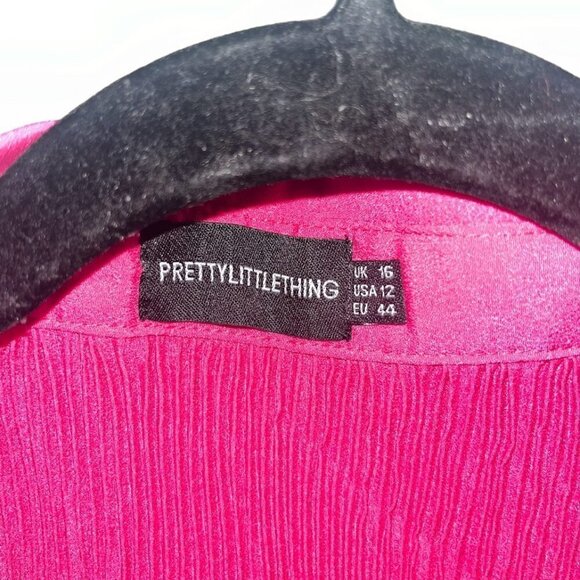 PRETTYLITTLETHING
UK 16
USA 12
EU 44